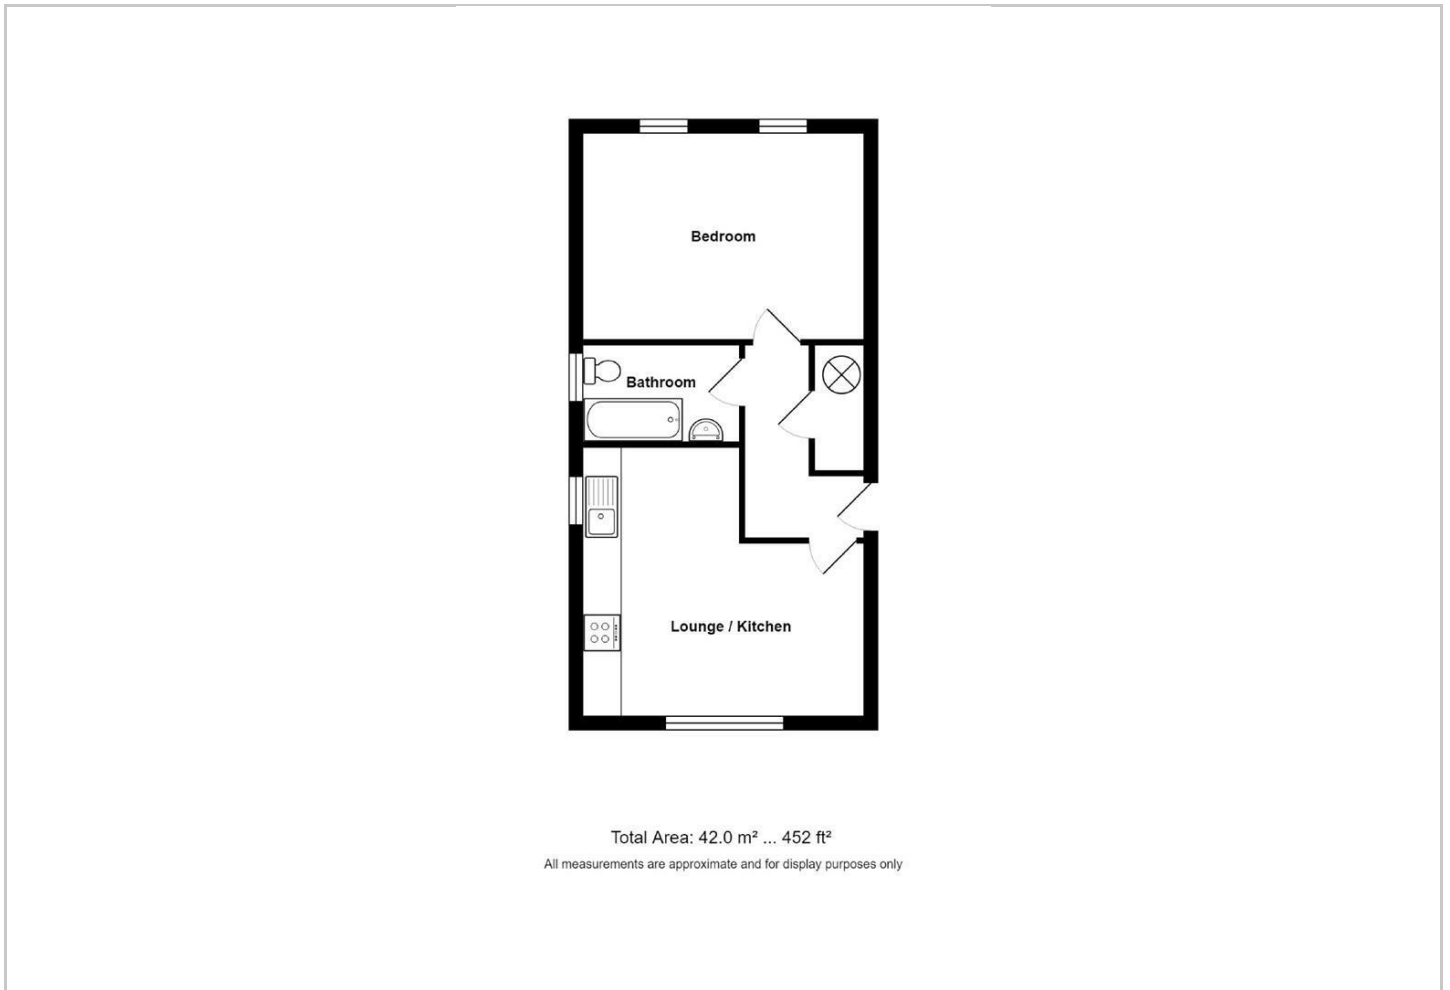 Bedroom
Bathroom
Lounge / Kitchen
Total Area: 42.0 m² ... 452 ft²
All measurements are approximate and for display purposes only